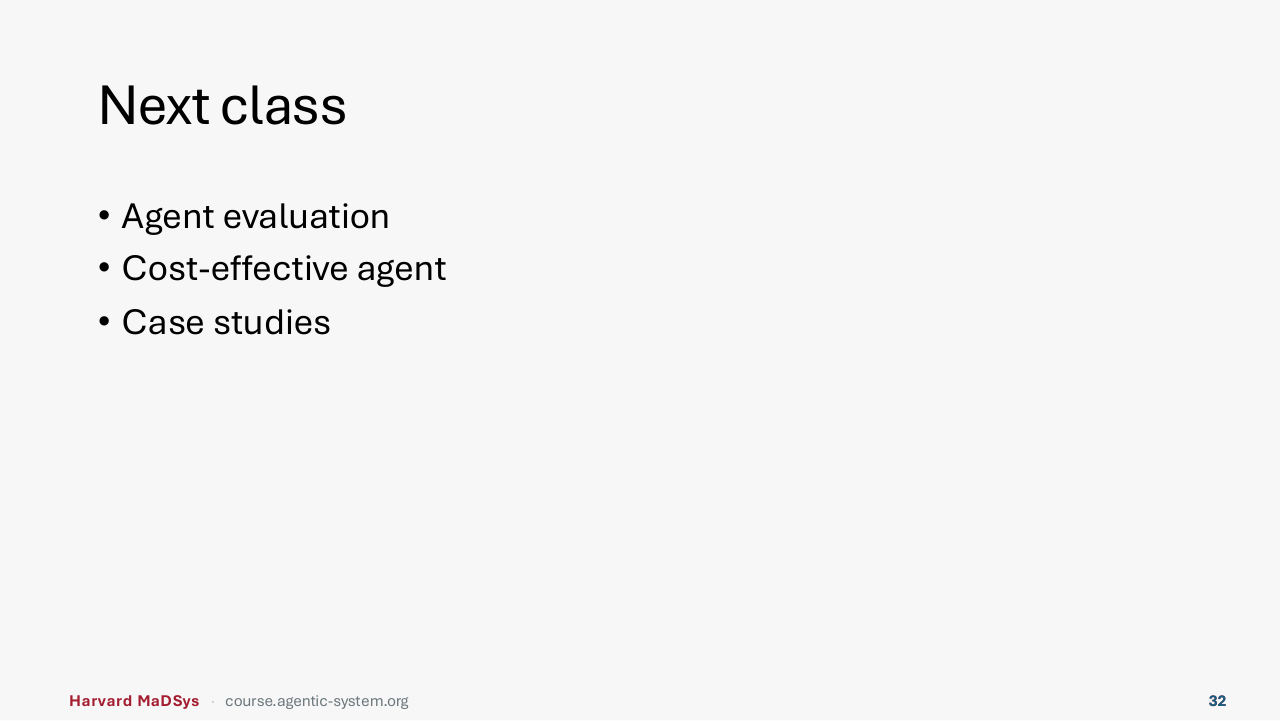 Next class
• Agent evaluation
• Cost-effective agent
• Case studies
Harvard MaDSys · course.agentic-system.org
32